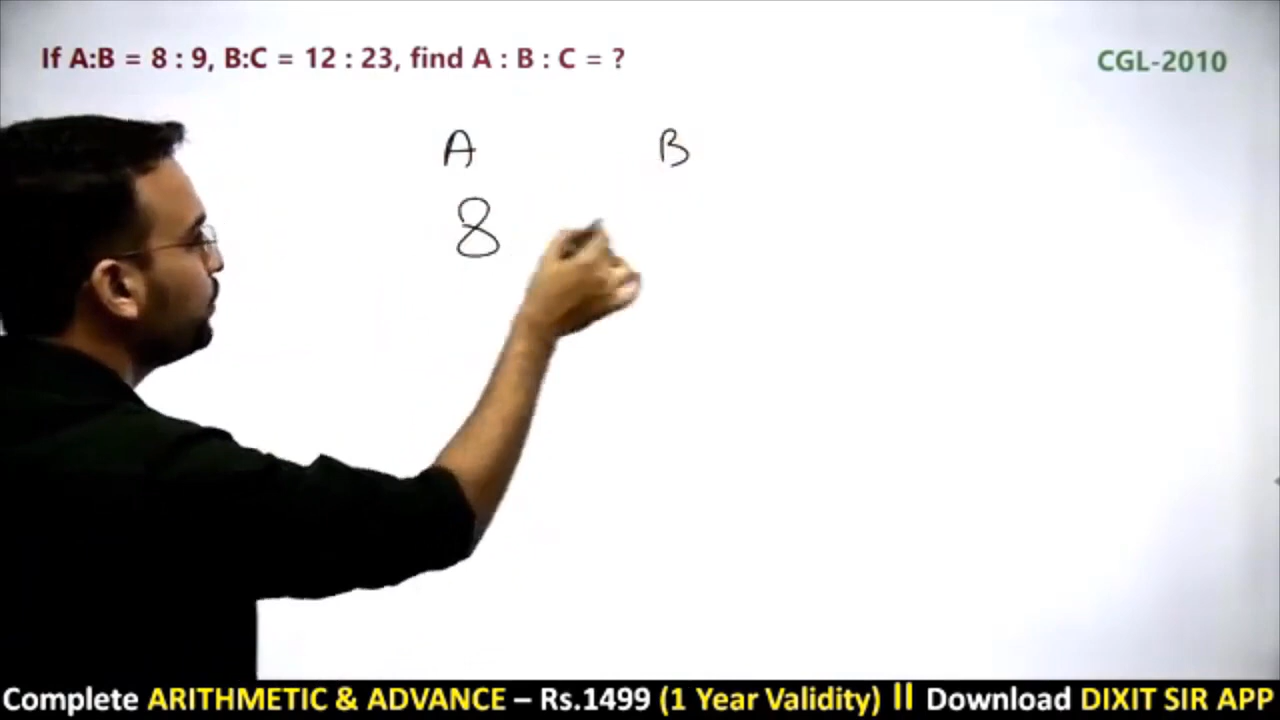 If A:B = 8 : 9, B:C = 12 : 23, find A : B : C = ?
CGL-2010
A B
8
Complete ARITHMETIC & ADVANCE – Rs.1499 (1 Year Validity) II Download DIXIT SIR APP